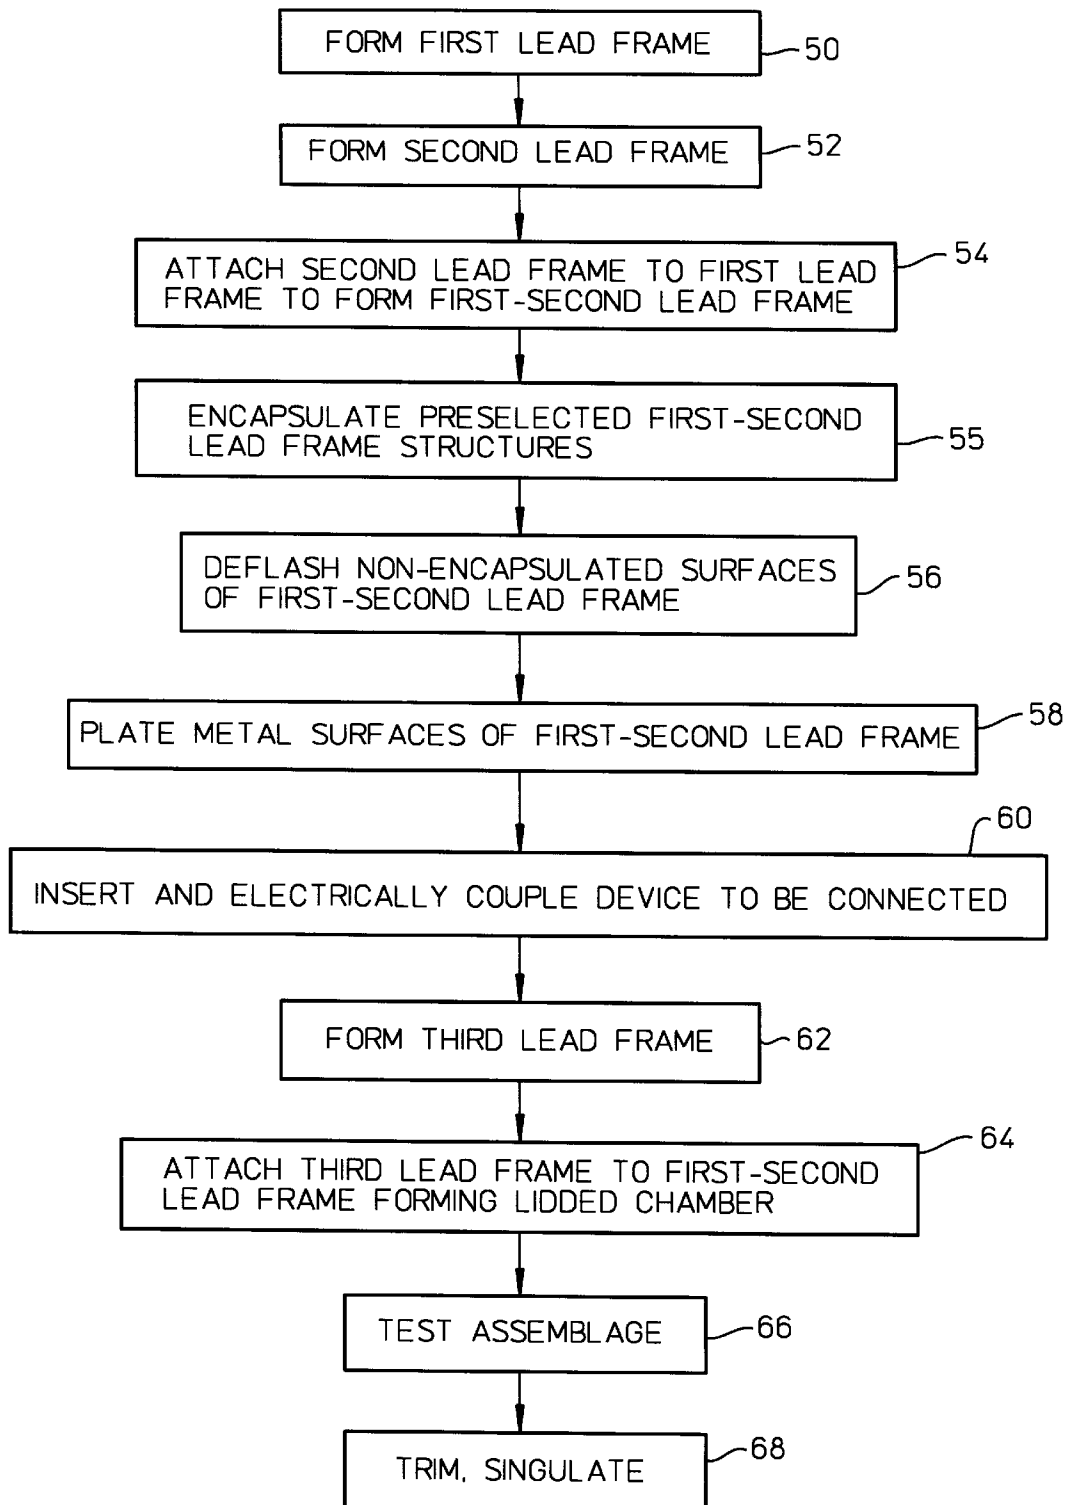 FORM FIRST LEAD FRAME
50
FORM SECOND LEAD FRAME
52
ATTACH SECOND LEAD FRAME TO FIRST LEAD
FRAME TO FORM FIRST-SECOND LEAD FRAME
54
ENCAPSULATE PRESELECTED FIRST-SECOND
LEAD FRAME STRUCTURES
55
DEFLASH NON-ENCAPSULATED SURFACES
OF FIRST-SECOND LEAD FRAME
56
PLATE METAL SURFACES OF FIRST-SECOND LEAD FRAME
58
INSERT AND ELECTRICALLY COUPLE DEVICE TO BE CONNECTED
60
FORM THIRD LEAD FRAME
62
ATTACH THIRD LEAD FRAME TO FIRST-SECOND
LEAD FRAME FORMING LIDDED CHAMBER
64
TEST ASSEMBLAGE
66
TRIM, SINGULATE
68